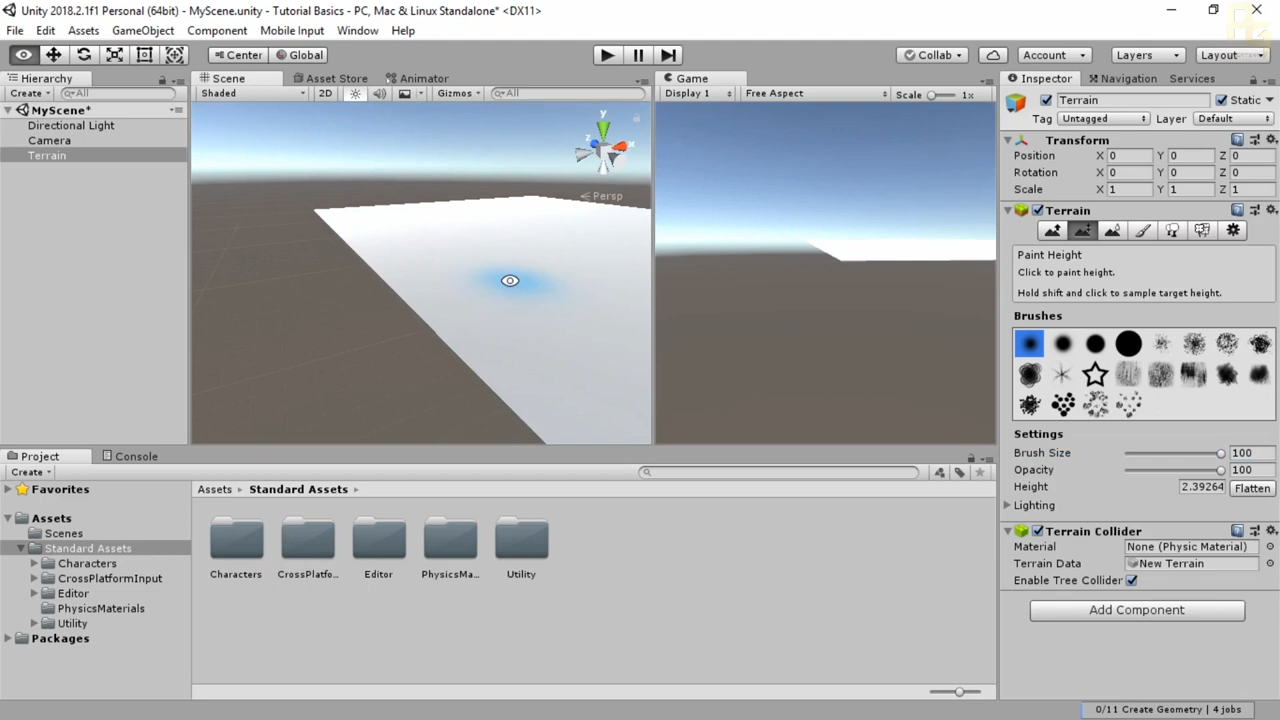 Unity 2018.2.1f1 Personal (64bit) - MyScene.unity - Tutorial Basics - PC, Mac & Linux Standalone* <DX11>
File Edit Assets GameObject Component Mobile Input Window Help
Center Global Collab Account Layers Layout
Hierarchy
Create All
MyScene*
Directional Light
Camera
Terrain
Scene Asset Store Animator
Shaded 2D Gizmos All
y
z
x
Persp
Game
Display 1 Free Aspect Scale 1x
Inspector Navigation Services
Terrain Static
Tag Untagged Layer Default
Transform
Position X 0 Y 0 Z 0
Rotation X 0 Y 0 Z 0
Scale X 1 Y 1 Z 1
Terrain
Paint Height
Click to paint height.
Hold shift and click to sample target height.
Brushes
Settings
Brush Size 100
Opacity 100
Height 2.39264 Flatten
Lighting
Terrain Collider
Material None (Physic Material)
Terrain Data New Terrain
Enable Tree Collider
Add Component
Project Console
Create
Favorites
Assets
Scenes
Standard Assets
Characters
CrossPlatformInput
Editor
PhysicsMaterials
Utility
Packages
Assets Standard Assets
Characters CrossPlatfo... Editor PhysicsMa... Utility
0/11 Create Geometry | 4 jobs